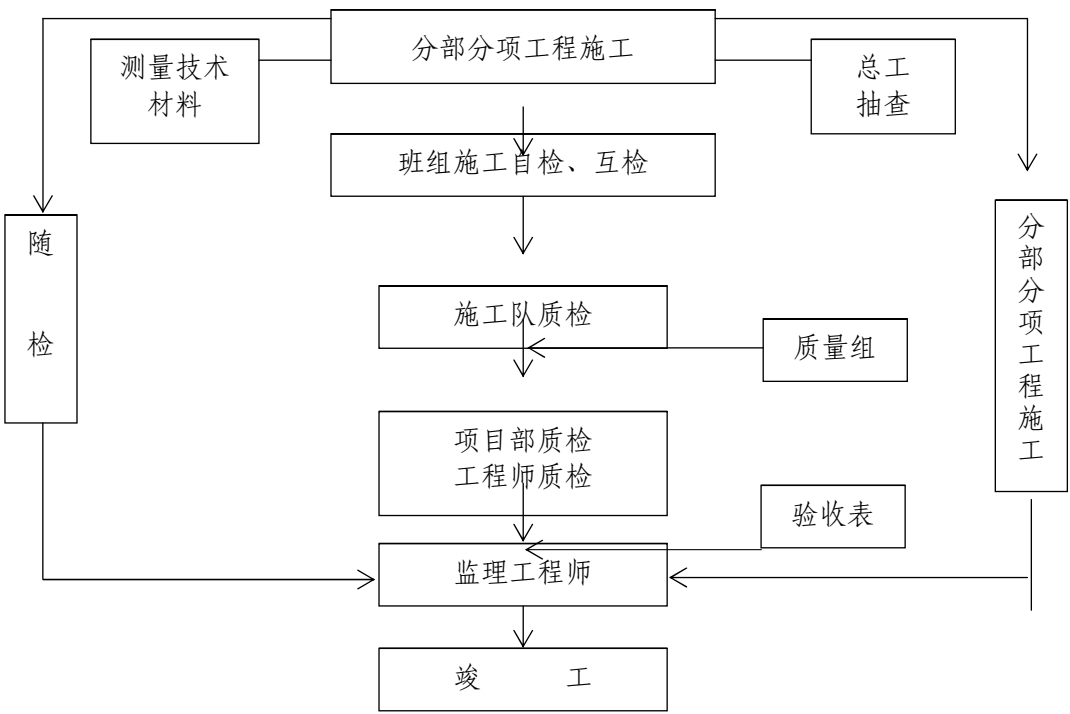 分部分项工程施工
测量技术
材料
总工
抽查
班组施工自检、互检
随
检
分部分项工程施工
施工队质检
质量组
项目部质检
工程师质检
验收表
监理工程师
竣 工